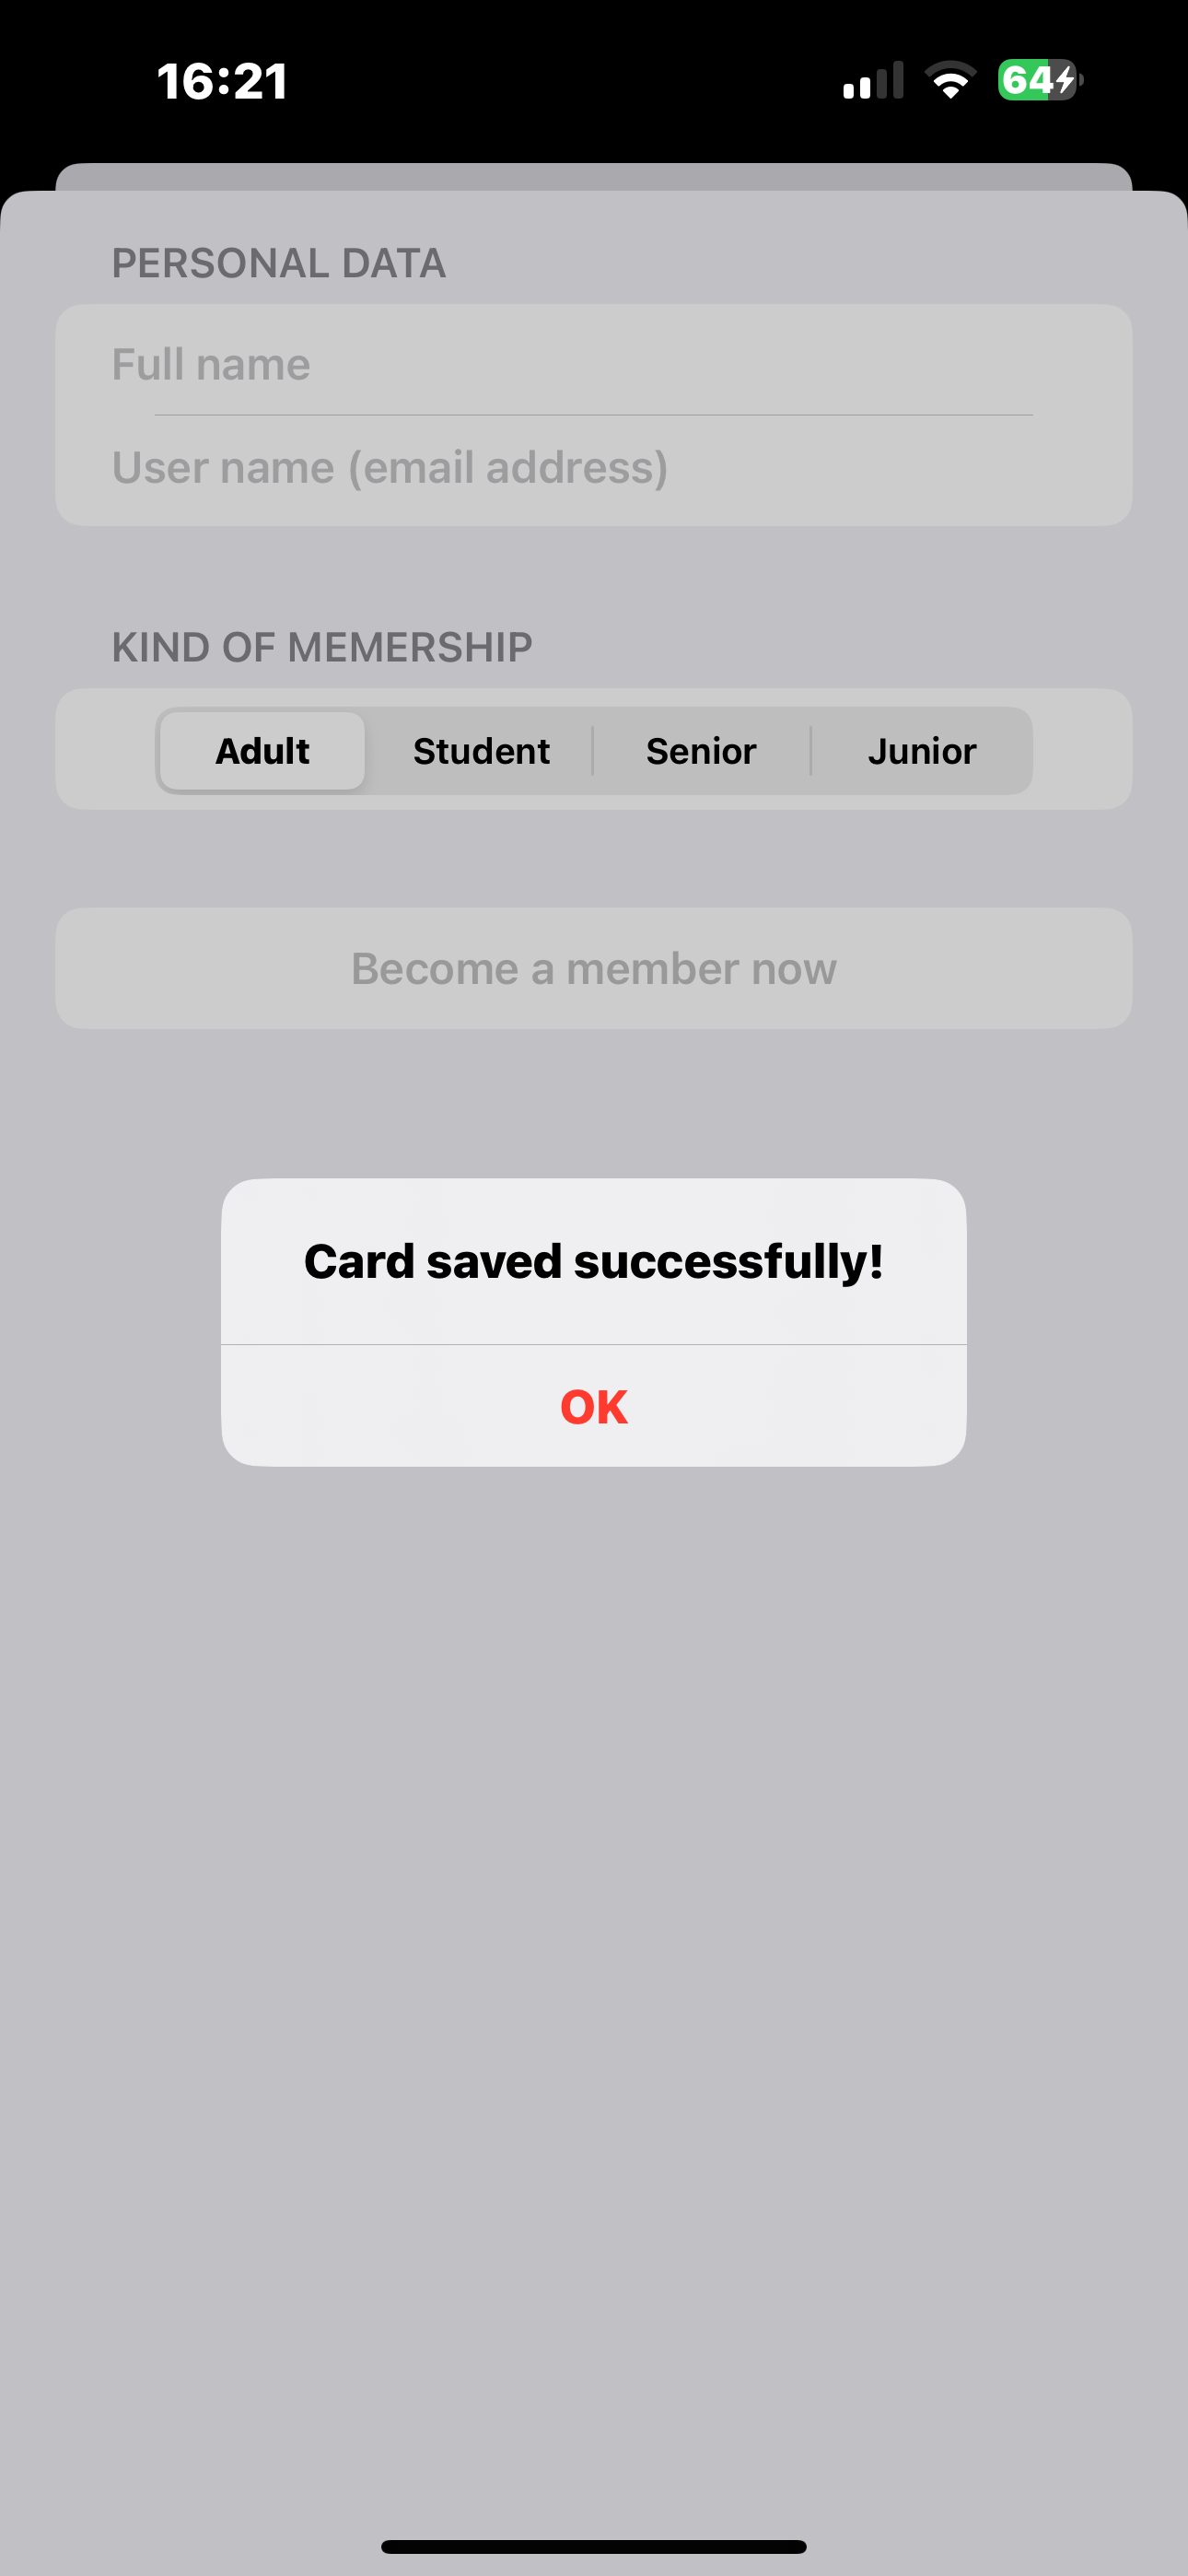 16:21
64
PERSONAL DATA
Full name
User name (email address)
KIND OF MEMERSHIP
Adult Student Senior Junior
Become a member now
Card saved successfully!
OK